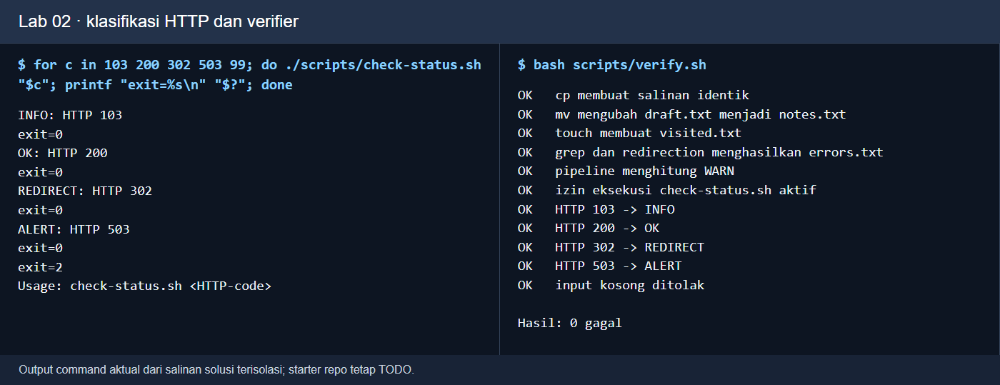 Lab 02 · klasifikasi HTTP dan verifier
$ for c in 103 200 302 503 99; do ./scripts/check-status.sh
"$c"; printf "exit=%s\n" "$?"; done
INFO: HTTP 103
exit=0
OK: HTTP 200
exit=0
REDIRECT: HTTP 302
exit=0
ALERT: HTTP 503
exit=0
exit=2
Usage: check-status.sh <HTTP-code>
$ bash scripts/verify.sh
OK   cp membuat salinan identik
OK   mv mengubah draft.txt menjadi notes.txt
OK   touch membuat visited.txt
OK   grep dan redirection menghasilkan errors.txt
OK   pipeline menghitung WARN
OK   izin eksekusi check-status.sh aktif
OK   HTTP 103 -> INFO
OK   HTTP 200 -> OK
OK   HTTP 302 -> REDIRECT
OK   HTTP 503 -> ALERT
OK   input kosong ditolak
Hasil: 0 gagal
Output command aktual dari salinan solusi terisolasi; starter repo tetap TODO.